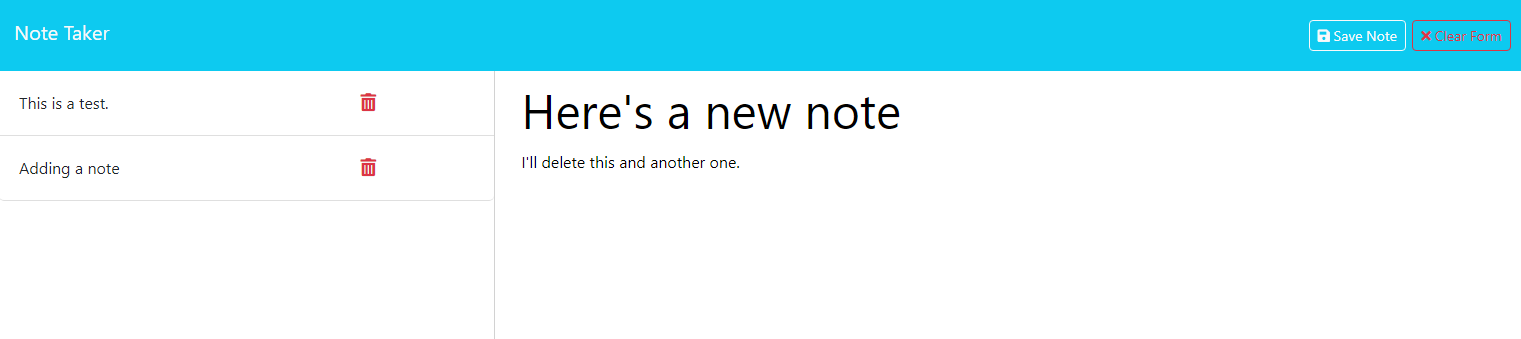 Note Taker
Save Note
Clear Form
This is a test.
Adding a note
Here's a new note
I'll delete this and another one.